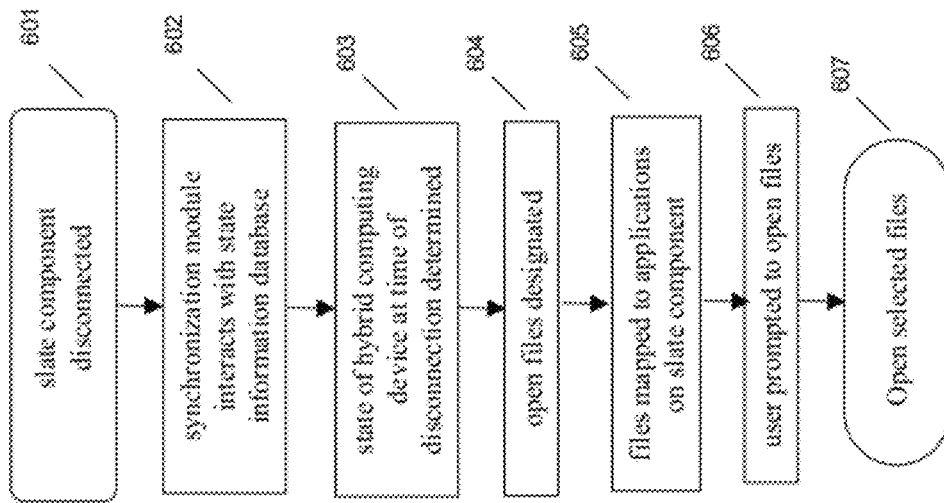 601
slate component
disconnected
602
synchronization module
interacts with state
information database
603
state of hybrid computing
device at time of
disconnection determined
604
open files designated
605
files mapped to applications
on slate component
606
user prompted to open files
607
Open selected files